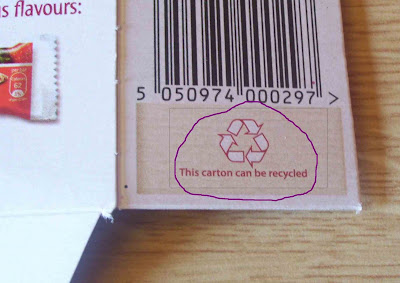 s flavours:
5 050974 000297 >
This carton can be recycled